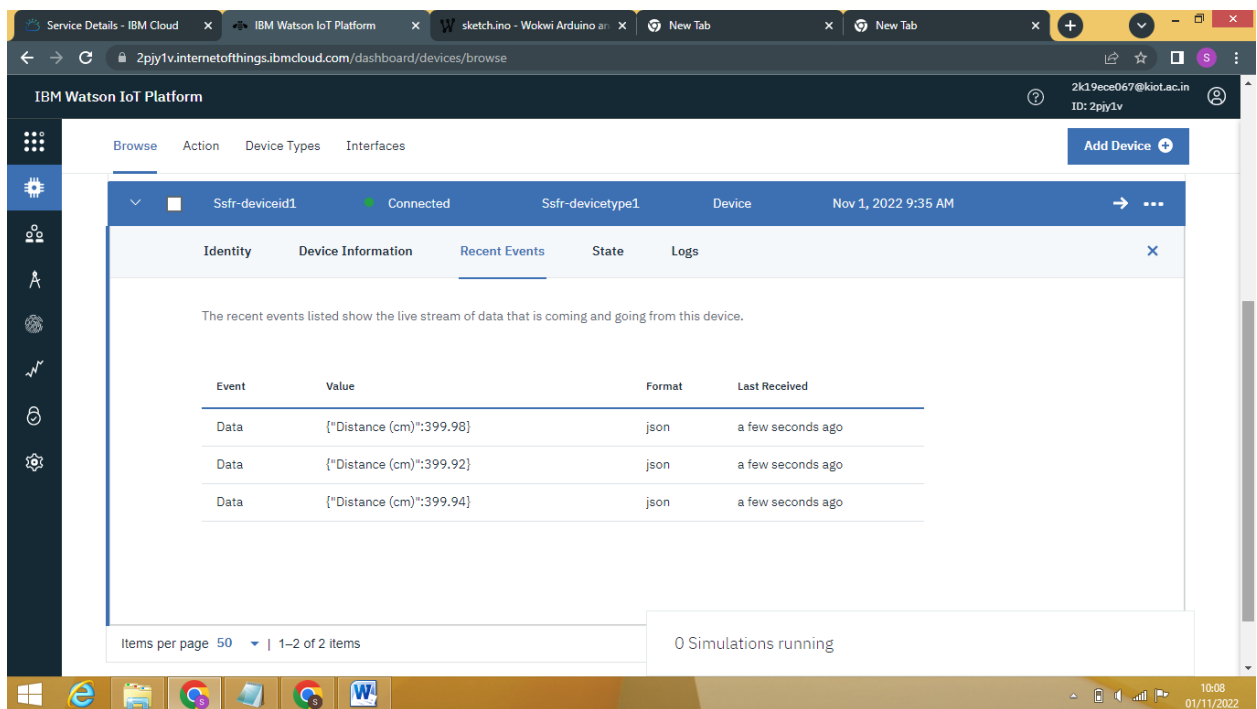 Service Details - IBM Cloud IBM Watson IoT Platform sketch.ino - Wokwi Arduino an New Tab New Tab
2pjy1v.internetofthings.ibmcloud.com/dashboard/devices/browse S
IBM Watson IoT Platform 2k19ece067@kiot.ac.in
ID: 2pjy1v
Browse Action Device Types Interfaces Add Device
Ssfr-deviceid1 Connected Ssfr-devicetype1 Device Nov 1, 2022 9:35 AM
Identity Device Information Recent Events State Logs
The recent events listed show the live stream of data that is coming and going from this device.
Event Value Format Last Received
Data {"Distance (cm)":399.98} json a few seconds ago
Data {"Distance (cm)":399.92} json a few seconds ago
Data {"Distance (cm)":399.94} json a few seconds ago
Items per page 50 | 1–2 of 2 items
0 Simulations running
10:08
01/11/2022